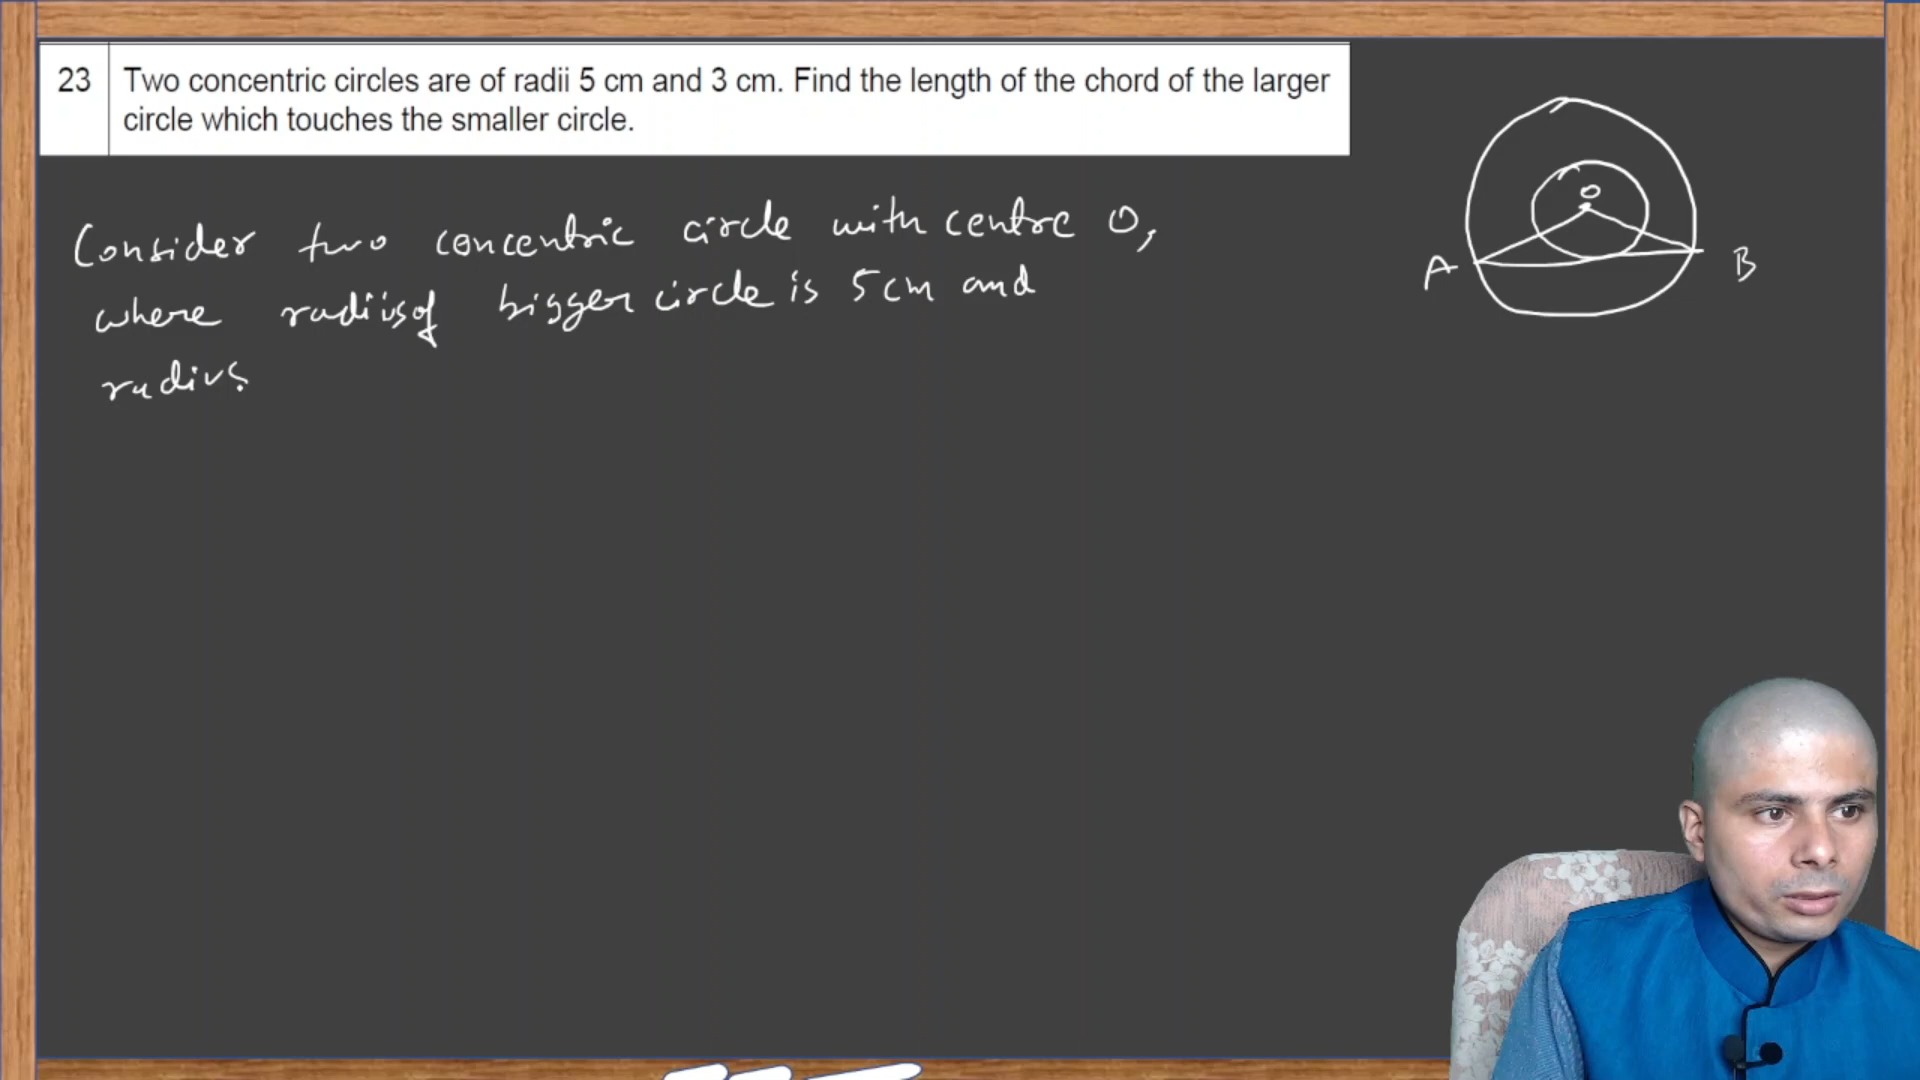 23 Two concentric circles are of radii 5 cm and 3 cm. Find the length of the chord of the larger
circle which touches the smaller circle.
Consider two concentric circle with centre O,
where radius of bigger circle is 5 cm and
radius
O
A
B